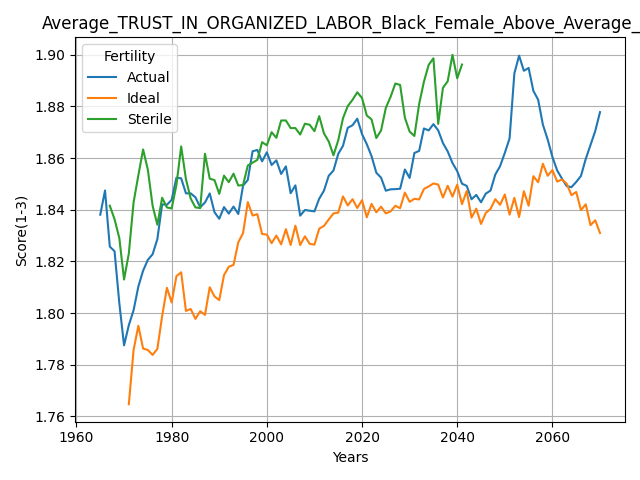 Average_TRUST_IN_ORGANIZED_LABOR_Black_Female_Above_Average_
Fertility
Actual
Ideal
Sterile
Score(1-3)
1.90
1.88
1.86
1.84
1.82
1.80
1.78
1.76
1960
1980
2000
2020
2040
2060
Years